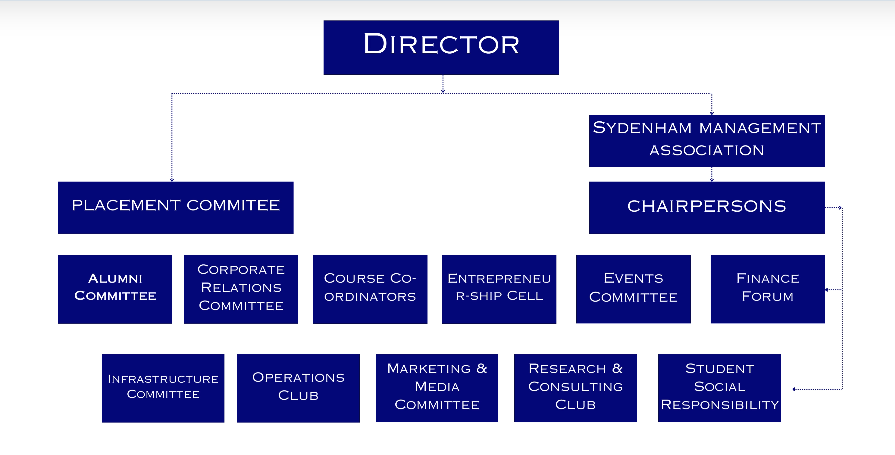 DIRECTOR
SYDENHAM MANAGEMENT
ASSOCIATION
PLACEMENT COMMITEE
CHAIRPERSONS
ALUMNI
COMMITTEE
CORPORATE
RELATIONS
COMMITTEE
COURSE CO-
ORDINATORS
ENTREPRENEU
R-SHIP CELL
EVENTS
COMMITTEE
FINANCE
FORUM
INFRASTRUCTURE
COMMITTEE
OPERATIONS
CLUB
MARKETING &
MEDIA
COMMITTEE
RESEARCH &
CONSULTING
CLUB
STUDENT
SOCIAL
RESPONSIBILITY